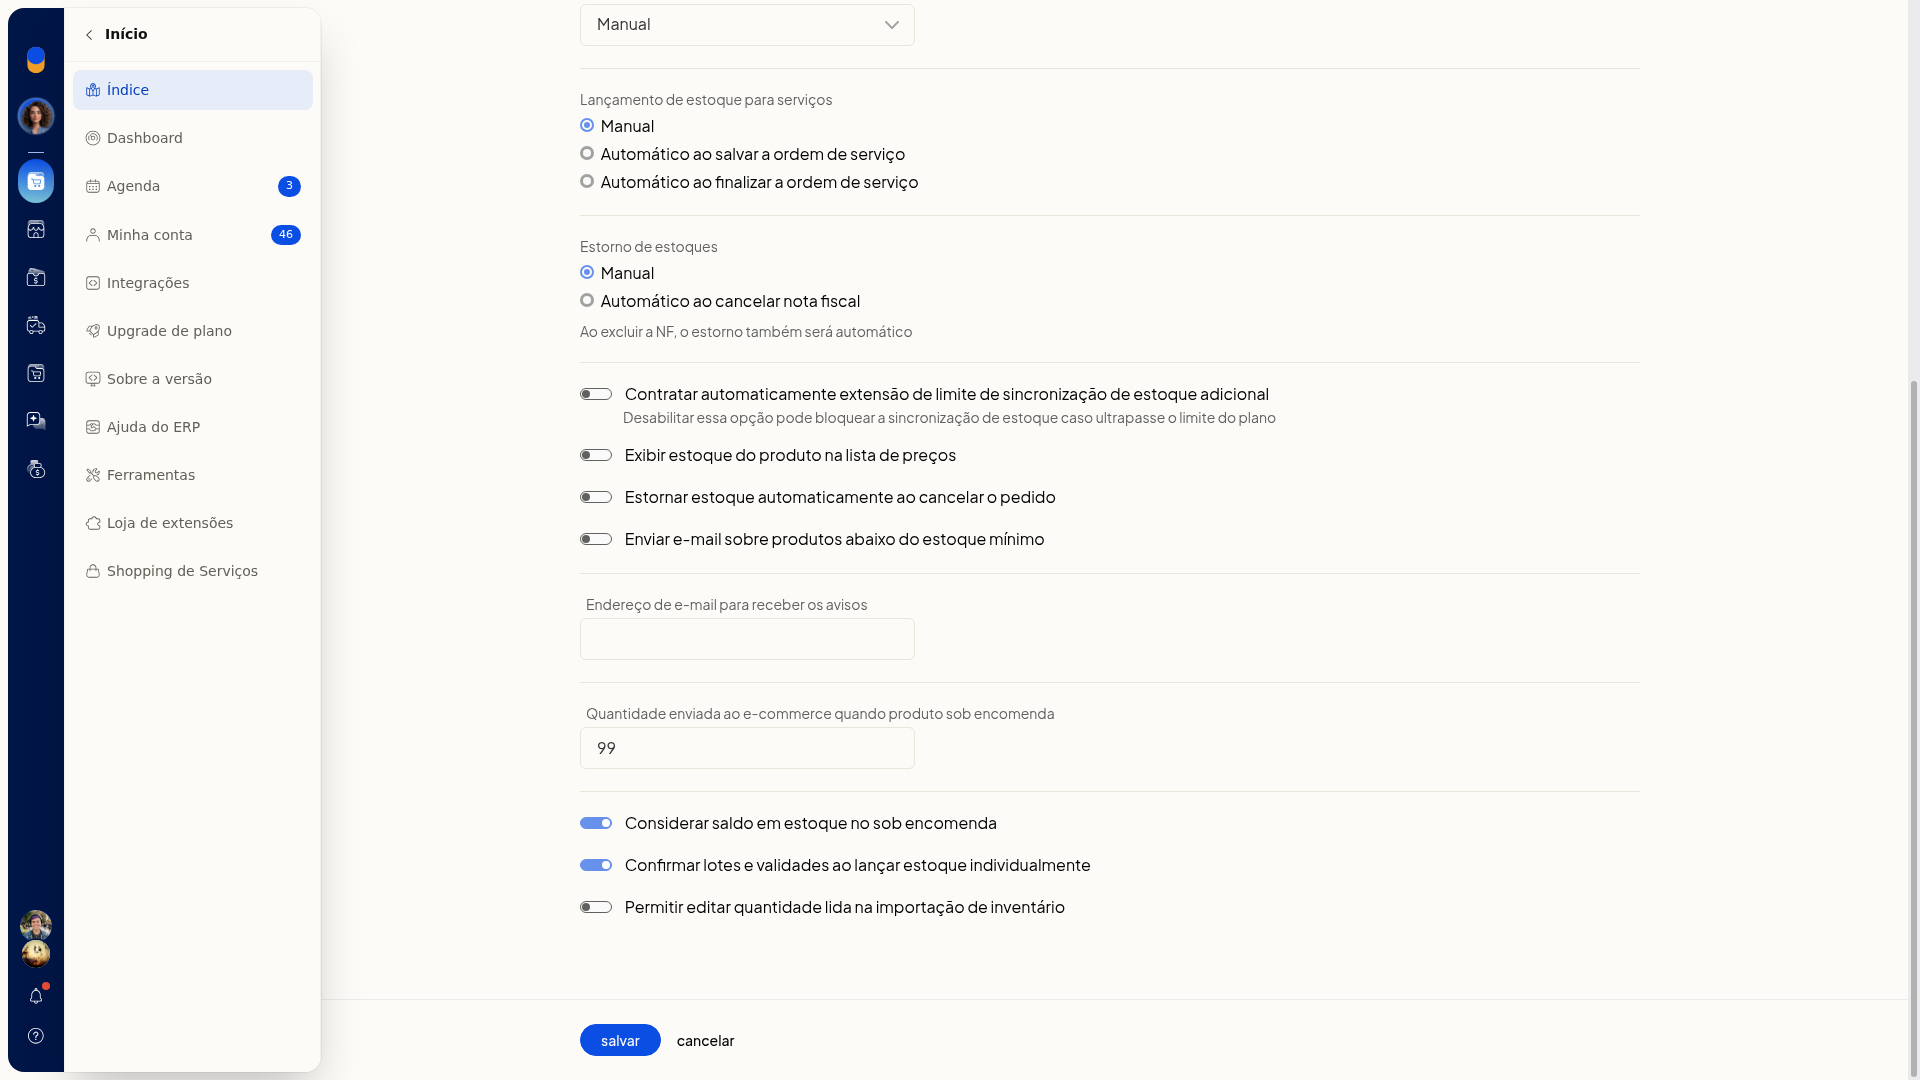 Início
Índice
Dashboard
Agenda 3
Minha conta 46
Integrações
Upgrade de plano
Sobre a versão
Ajuda do ERP
Ferramentas
Loja de extensões
Shopping de Serviços
Manual
Lançamento de estoque para serviços
Manual
Automático ao salvar a ordem de serviço
Automático ao finalizar a ordem de serviço
Estorno de estoques
Manual
Automático ao cancelar nota fiscal
Ao excluir a NF, o estorno também será automático
Contratar automaticamente extensão de limite de sincronização de estoque adicional
Desabilitar essa opção pode bloquear a sincronização de estoque caso ultrapasse o limite do plano
Exibir estoque do produto na lista de preços
Estornar estoque automaticamente ao cancelar o pedido
Enviar e-mail sobre produtos abaixo do estoque mínimo
Endereço de e-mail para receber os avisos
Quantidade enviada ao e-commerce quando produto sob encomenda
99
Considerar saldo em estoque no sob encomenda
Confirmar lotes e validades ao lançar estoque individualmente
Permitir editar quantidade lida na importação de inventário
salvar cancelar